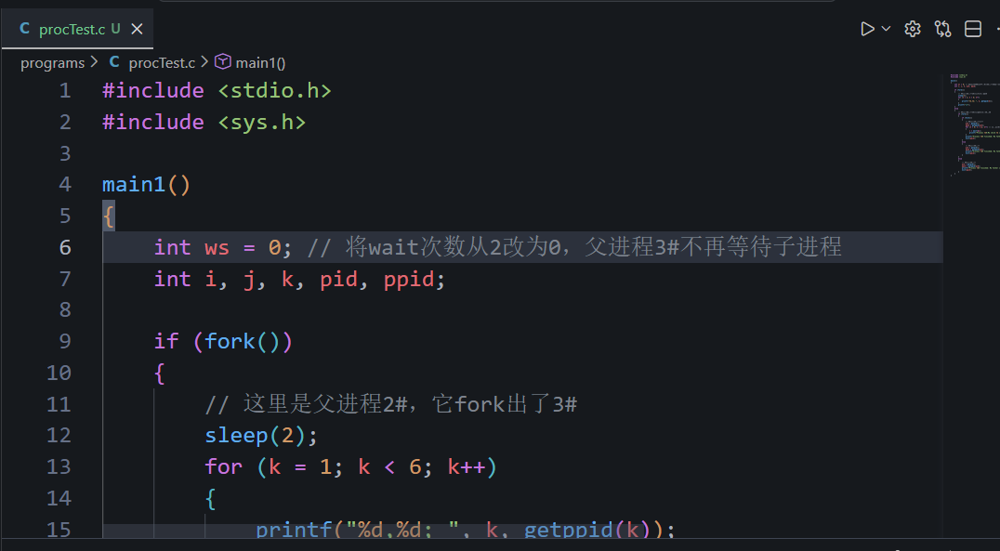 C procTest.c U
programs > C procTest.c > main1()
1 #include <stdio.h>
2 #include <sys.h>
3
4 main1()
5 {
6 int ws = 0; // 将wait次数从2改为0，父进程3#不再等待子进程
7 int i, j, k, pid, ppid;
8
9 if (fork())
10 {
11 // 这里是父进程2#，它fork出了3#
12 sleep(2);
13 for (k = 1; k < 6; k++)
14 {
15 printf("%d,%d; ", k, getppid(k));